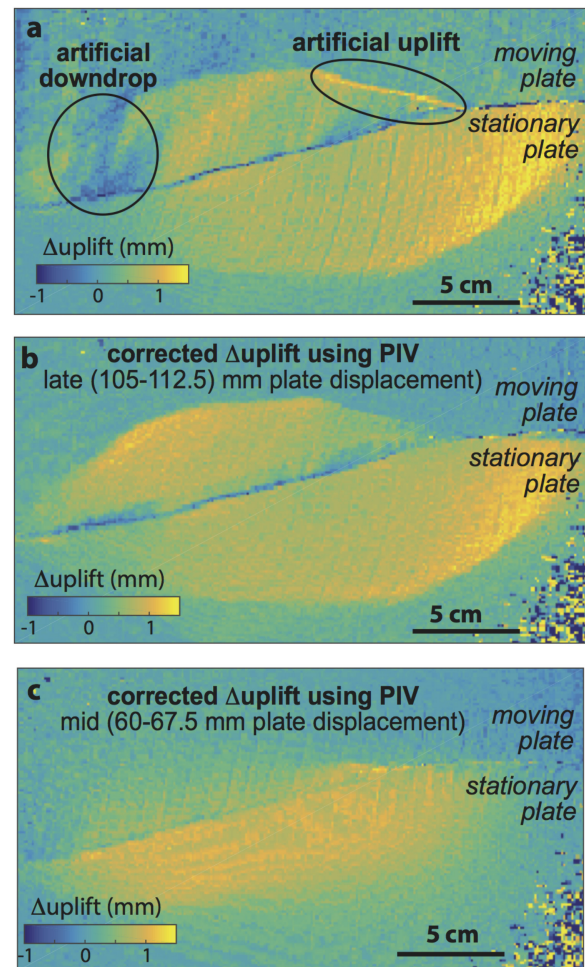 a
artificial
downdrop
artificial uplift
moving
plate
stationary
plate
Δuplift (mm)
-1 0 1
5 cm
b
corrected Δuplift using PIV
late (105-112.5) mm plate displacement)
moving
plate
stationary
plate
Δuplift (mm)
-1 0 1
5 cm
c
corrected Δuplift using PIV
mid (60-67.5 mm plate displacement)
moving
plate
stationary
plate
Δuplift (mm)
-1 0 1
5 cm